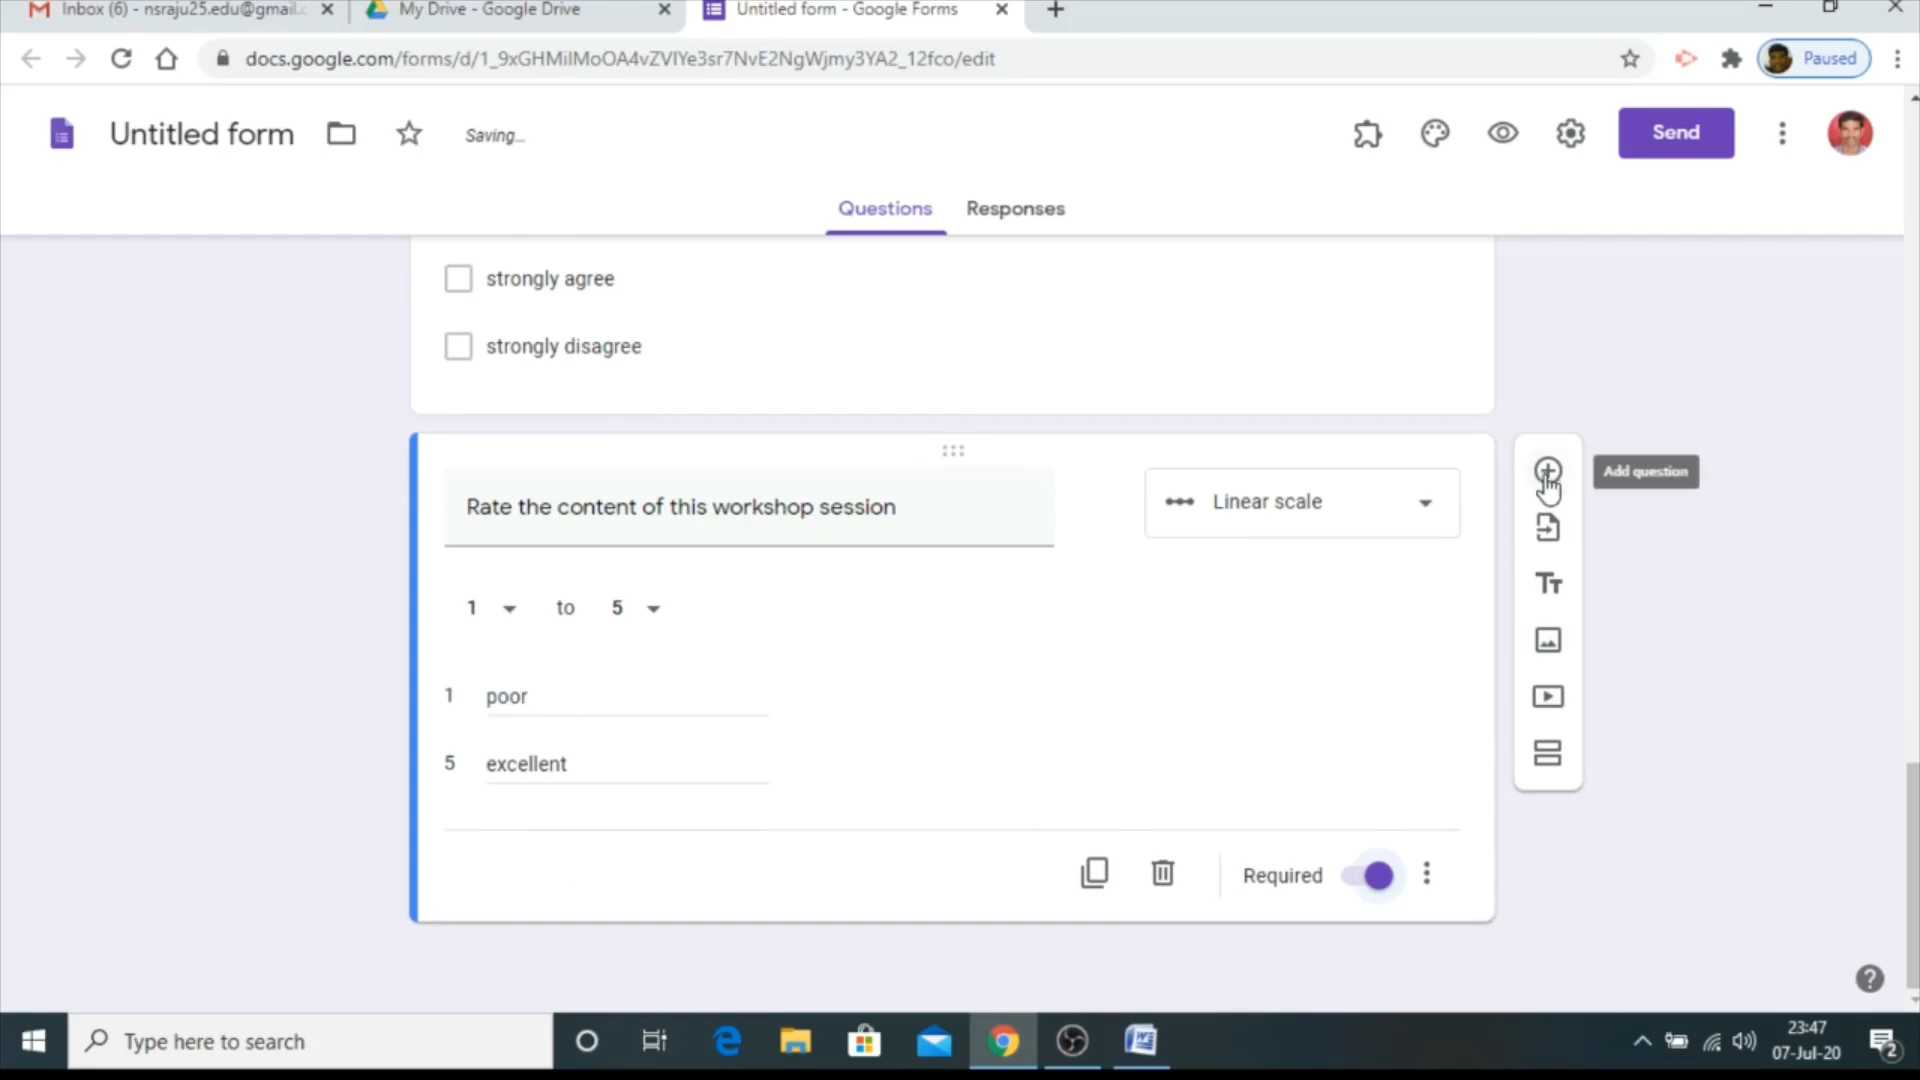 Inbox (6) - nsraju25.edu@gmail.c
My Drive - Google Drive
Untitled form - Google Forms
docs.google.com/forms/d/1_9xGHMiIMoOA4vZVIYe3sr7NvE2NgWjmy3YA2_12fco/edit
Paused
Untitled form
Saving...
Send
Questions
Responses
strongly agree
strongly disagree
Rate the content of this workshop session
Linear scale
Add question
1 to 5
1 poor
5 excellent
Required
Type here to search
23:47
07-Jul-20
2